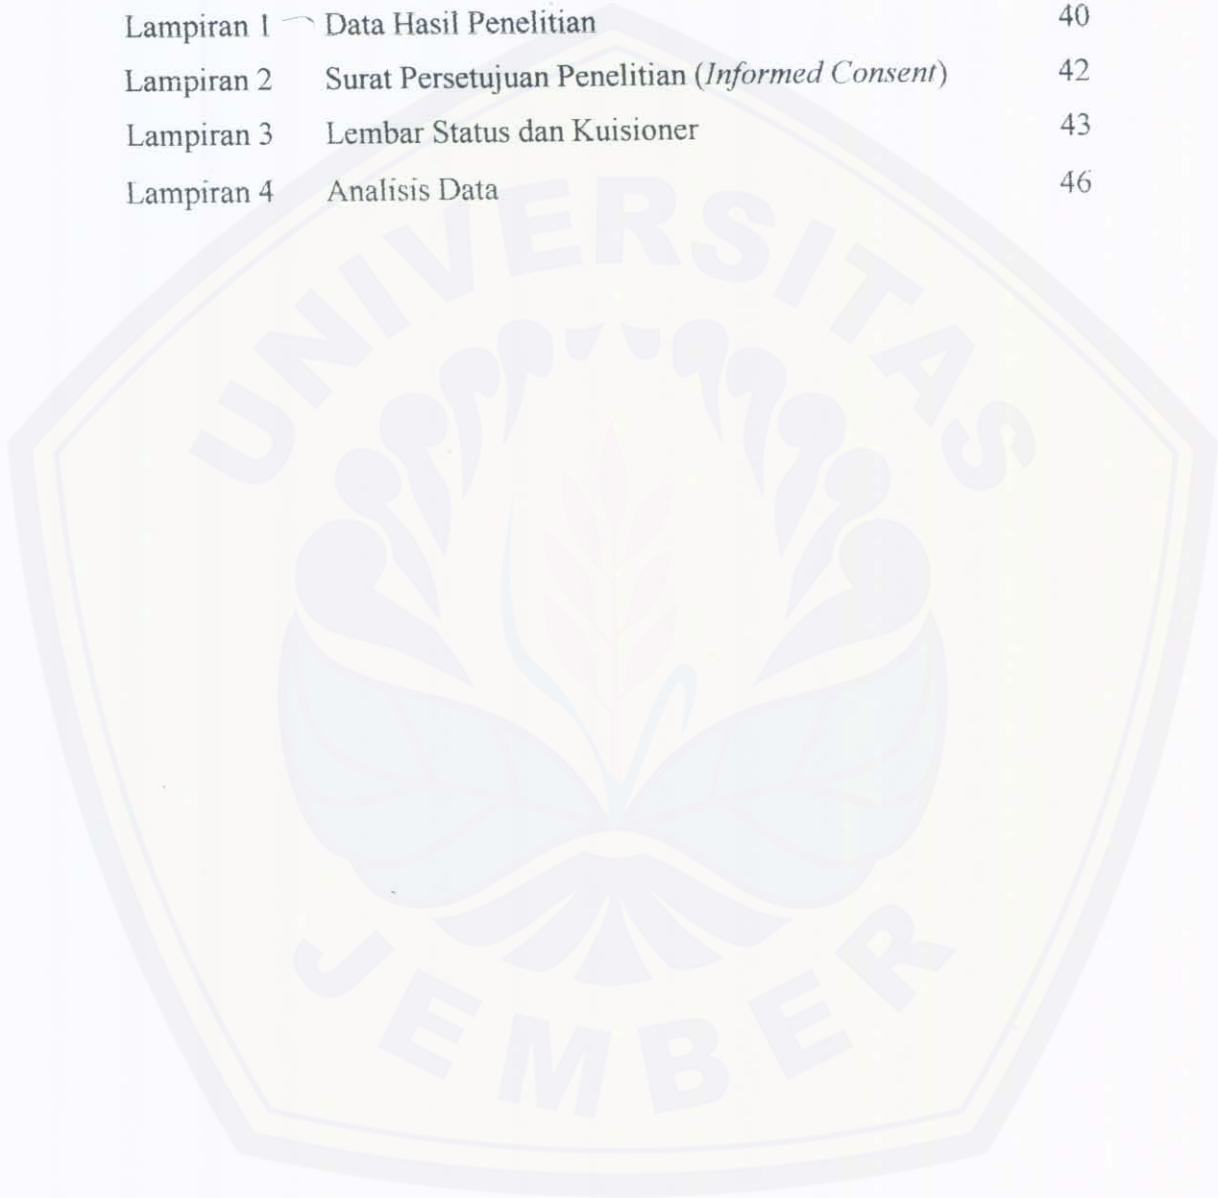 Lampiran 1 Data Hasil Penelitian 40
Lampiran 2 Surat Persetujuan Penelitian (Informed Consent) 42
Lampiran 3 Lembar Status dan Kuisioner 43
Lampiran 4 Analisis Data 46
UNIVERSITAS
JEMBER